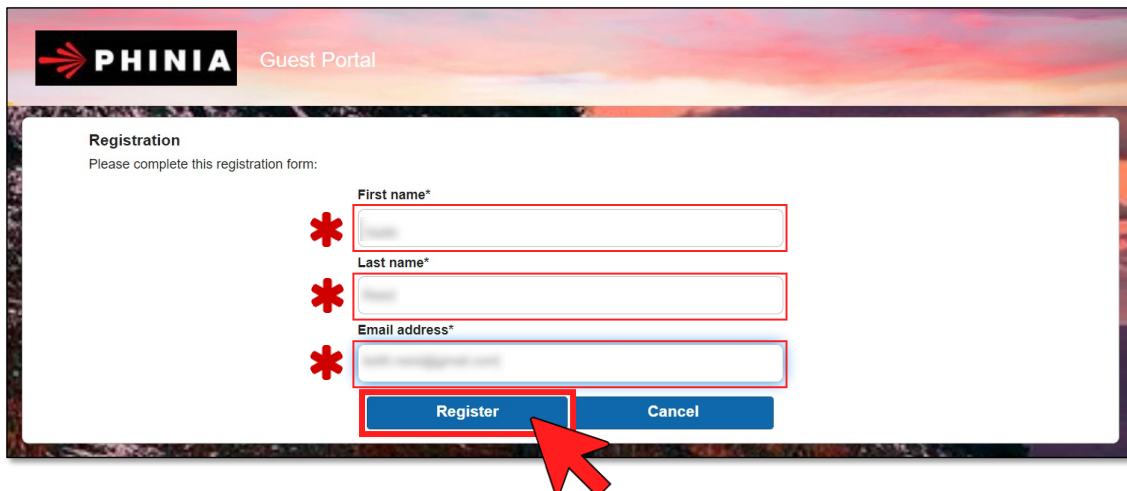 PHINIA Guest Portal
Registration
Please complete this registration form:
First name*
Last name*
Email address*
Register Cancel